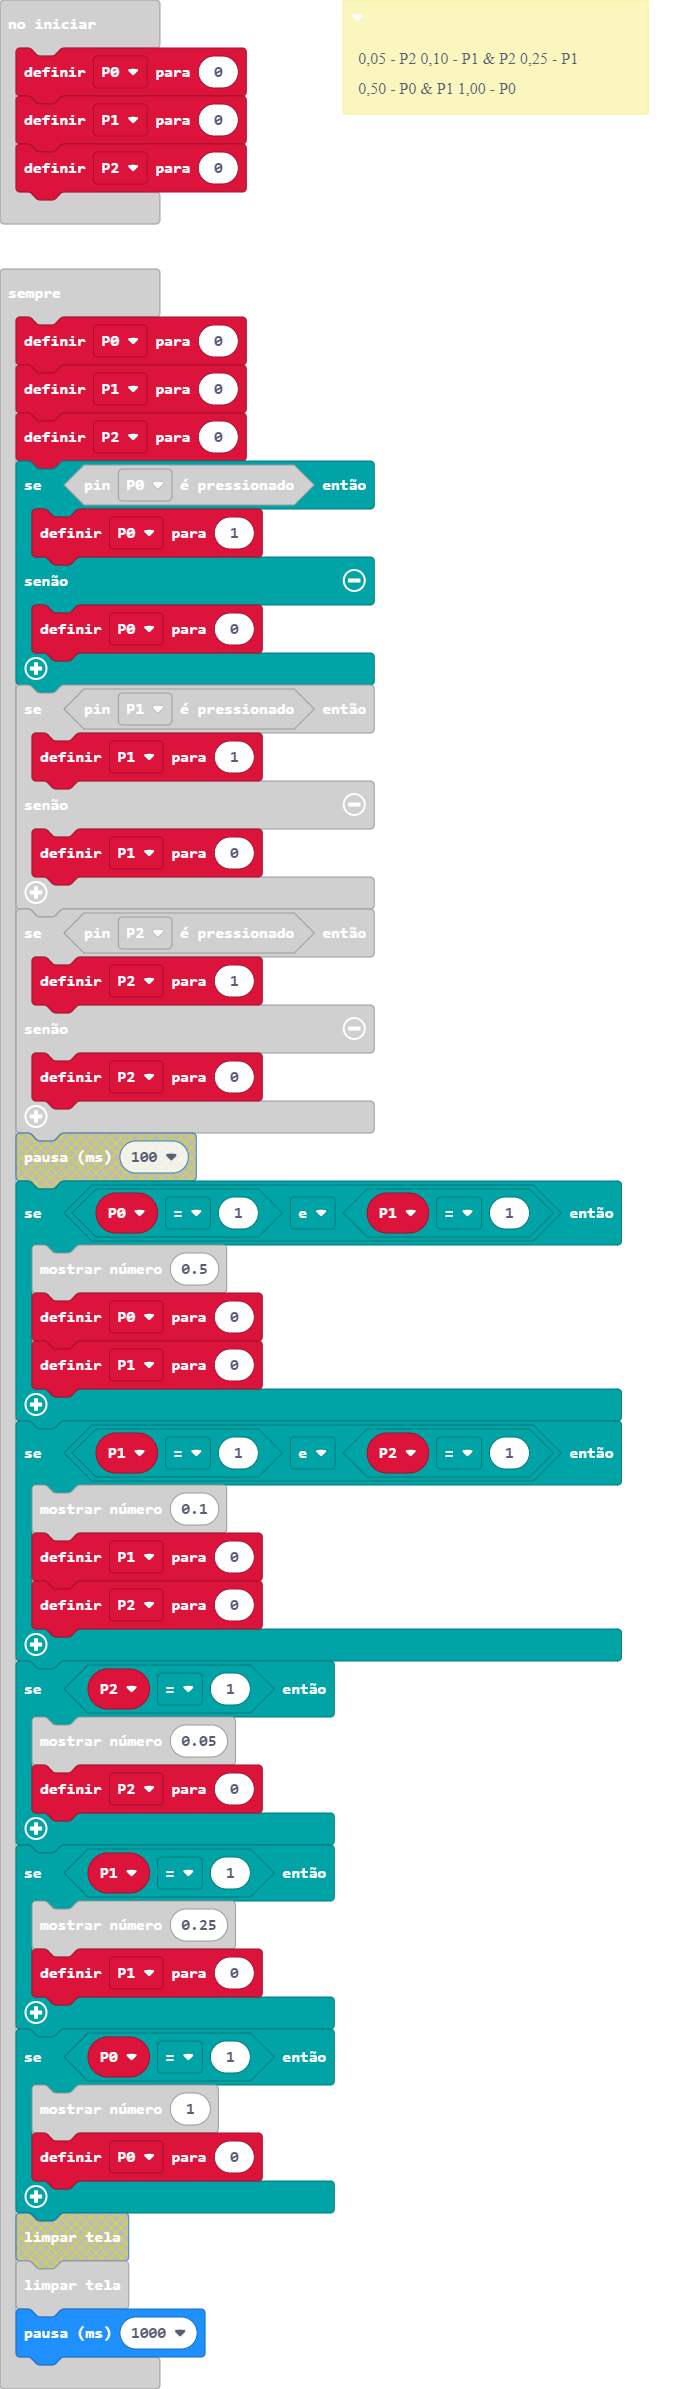 no iniciar
definir P0 para 0
definir P1 para 0
definir P2 para 0
0,05 - P2 0,10 - P1 & P2 0,25 - P1
0,50 - P0 & P1 1,00 - P0
sempre
definir P0 para 0
definir P1 para 0
definir P2 para 0
se pin P0 é pressionado então
definir P0 para 1
senão
definir P0 para 0
se pin P1 é pressionado então
definir P1 para 1
senão
definir P1 para 0
se pin P2 é pressionado então
definir P2 para 1
senão
definir P2 para 0
pausa (ms) 100
se P0 = 1 e P1 = 1 então
mostrar número 0.5
definir P0 para 0
definir P1 para 0
se P1 = 1 e P2 = 1 então
mostrar número 0.1
definir P1 para 0
definir P2 para 0
se P2 = 1 então
mostrar número 0.05
definir P2 para 0
se P1 = 1 então
mostrar número 0.25
definir P1 para 0
se P0 = 1 então
mostrar número 1
definir P0 para 0
limpar tela
limpar tela
pausa (ms) 1000